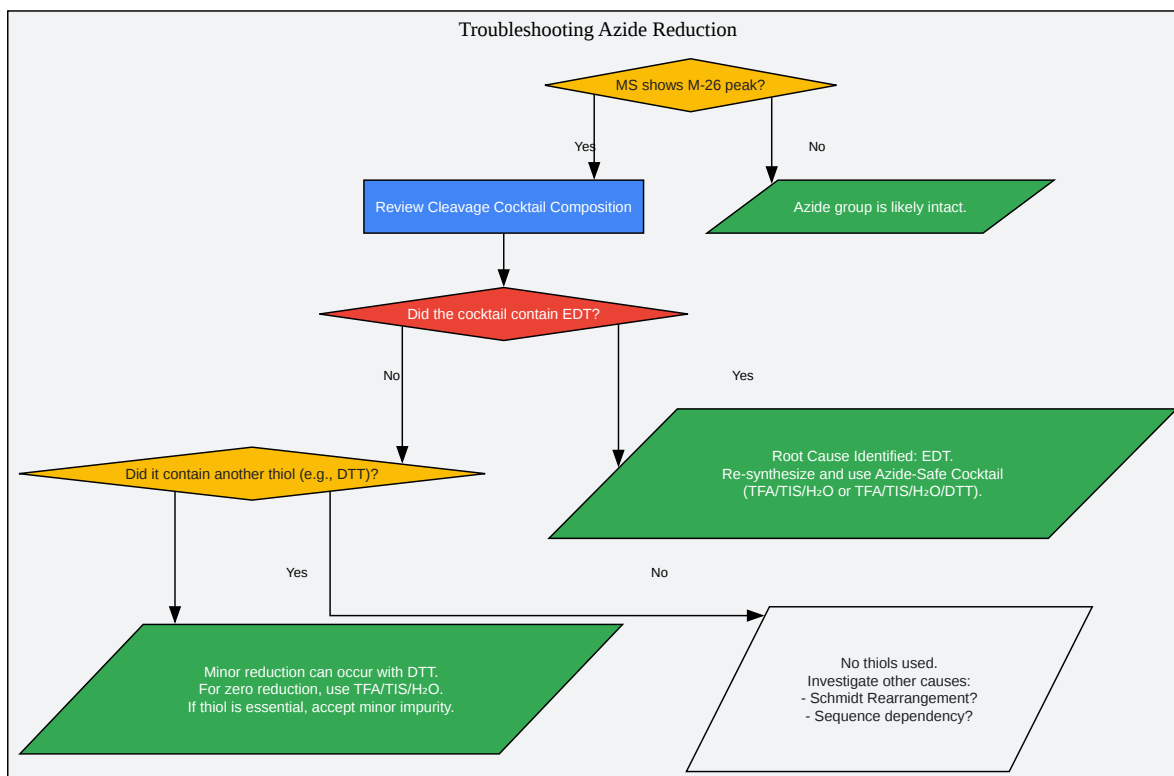 Troubleshooting Azide Reduction
MS shows M-26 peak?
Yes
No
Review Cleavage Cocktail Composition
Azide group is likely intact.
Did the cocktail contain EDT?
No
Yes
Root Cause Identified: EDT.
Re-synthesize and use Azide-Safe Cocktail
(TFA/TIS/H₂O or TFA/TIS/H₂O/DTT).
Did it contain another thiol (e.g., DTT)?
Yes
No
Minor reduction can occur with DTT.
For zero reduction, use TFA/TIS/H₂O.
If thiol is essential, accept minor impurity.
No thiols used.
Investigate other causes:
- Schmidt Rearrangement?
- Sequence dependency?